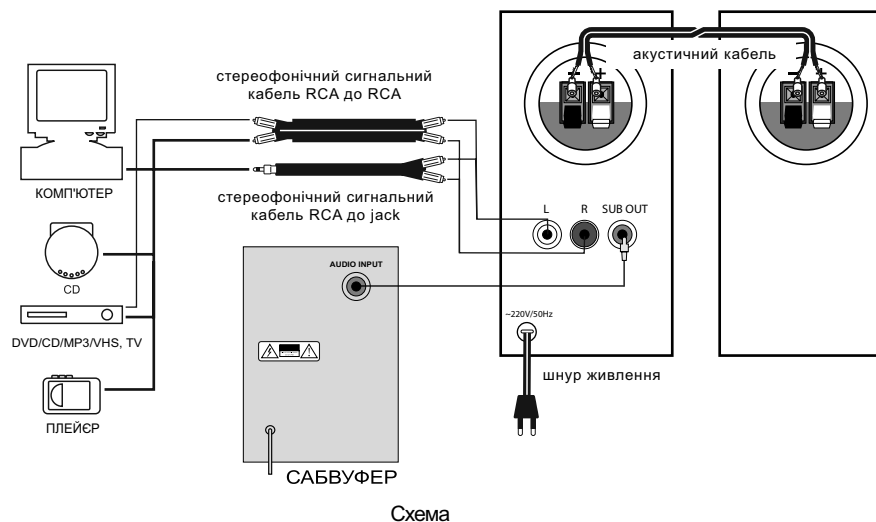 стереофонічний сигнальний
кабель RCA до RCA
акустичний кабель
– +
– +
КОМП'ЮТЕР
стереофонічний сигнальний
кабель RCA до jack
L R SUB OUT
CD
AUDIO INPUT
DVD/CD/MP3/VHS, TV
~220V/50Hz
шнур живлення
ПЛЕЙЄР
САБВУФЕР
Схема